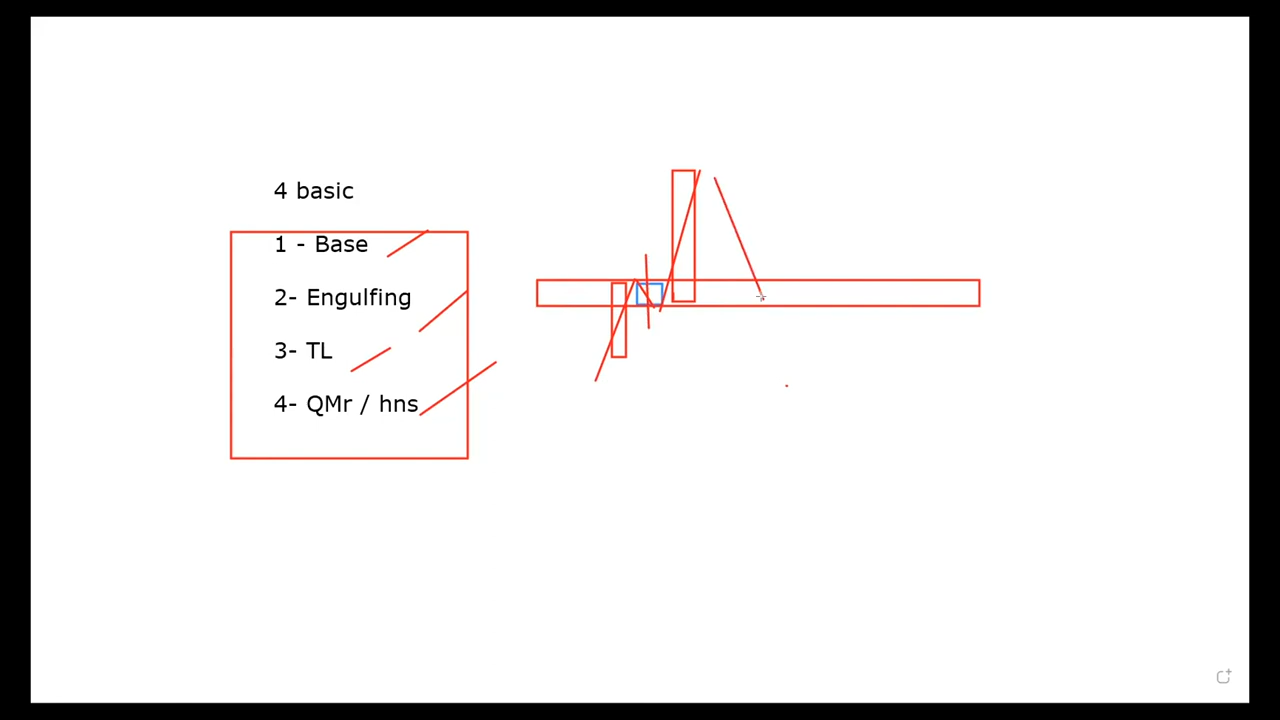 4 basic
1 - Base
2- Engulfing
3- TL
4- QMr / hns